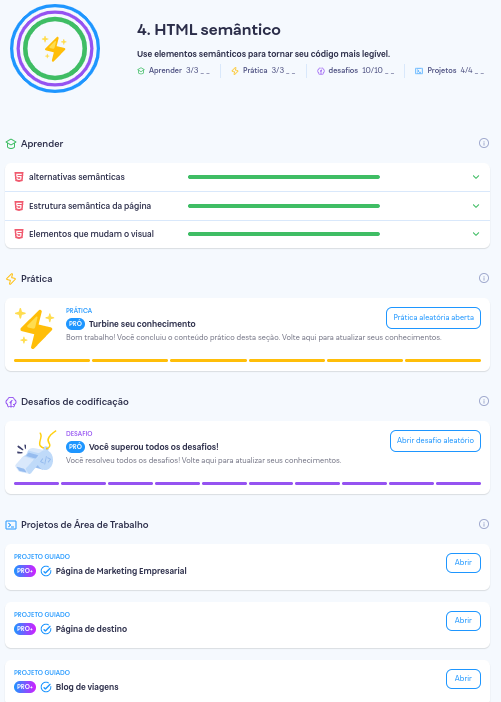 4. HTML semântico
Use elementos semânticos para tornar seu código mais legível.
Aprender 3/3 _ _ Prática 3/3 _ _ desafios 10/10 _ _ Projetos 4/4 _ _
Aprender
alternativas semânticas
Estrutura semântica da página
Elementos que mudam o visual
Prática
PRÁTICA
PRÓ Turbine seu conhecimento
Prática aleatória aberta
Bom trabalho! Você concluiu o conteúdo prático desta seção. Volte aqui para atualizar seus conhecimentos.
Desafios de codificação
DESAFIO
PRÓ Você superou todos os desafios!
Abrir desafio aleatório
Você resolveu todos os desafios! Volte aqui para atualizar seus conhecimentos.
Projetos de Área de Trabalho
PROJETO GUIADO
PRO+ Página de Marketing Empresarial
Abrir
PROJETO GUIADO
PRO+ Página de destino
Abrir
PROJETO GUIADO
PRO+ Blog de viagens
Abrir